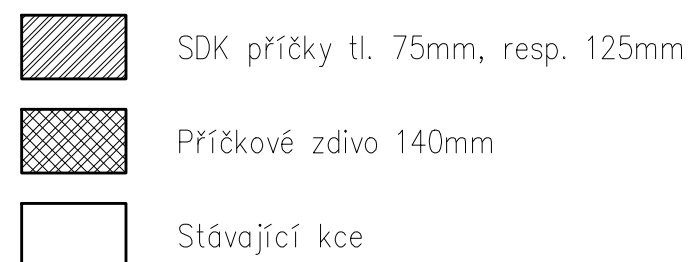 SDK příčky tl. 75mm, resp. 125mm
Příčkové zdivo 140mm
Stávající kce